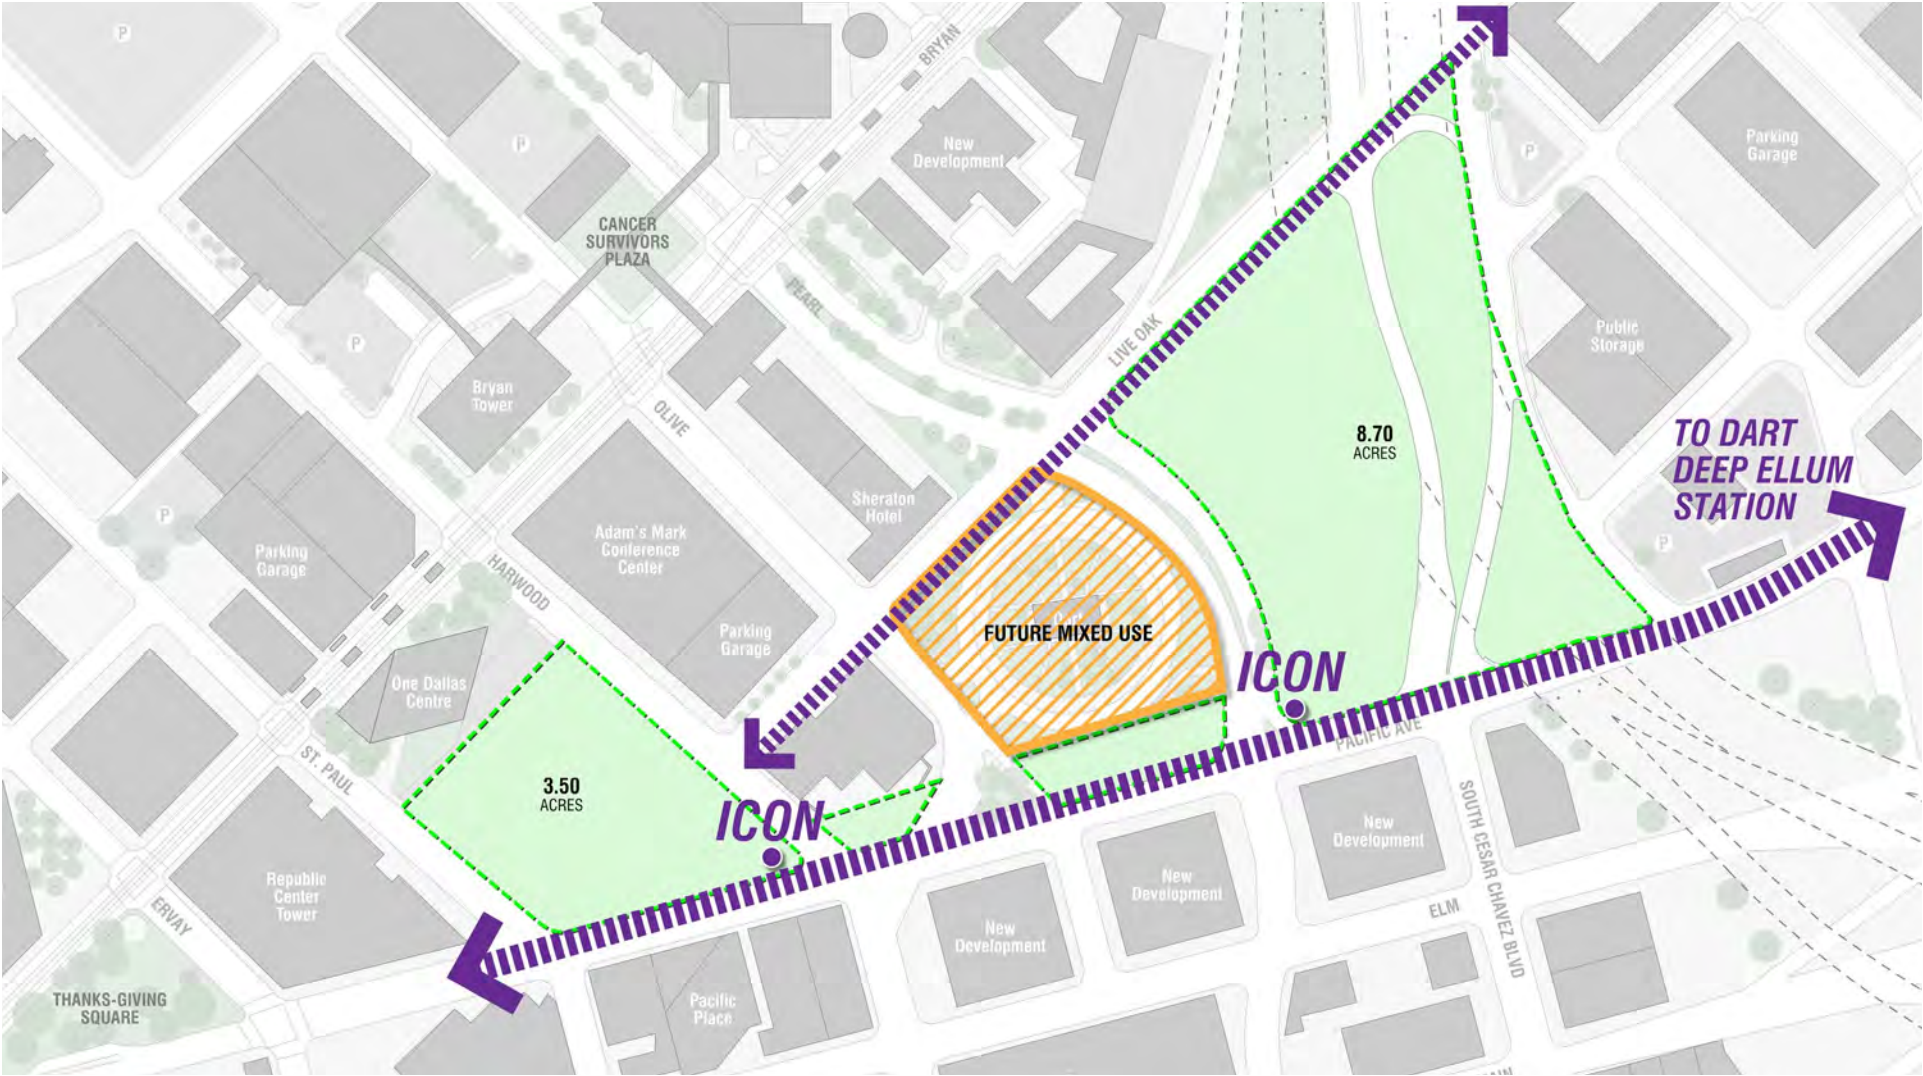 P
BRYAN
New
Development
P
P
Parking
Garage
CANCER
SURVIVORS
PLAZA
PEARL
LIVE OAK
P
Public
Storage
Bryan
Tower
OLIVE
8.70
ACRES
TO DART
DEEP ELLUM
STATION
Sheraton
Hotel
P
Adam's Mark
Conference
Center
P
Parking
Garage
HARWOOD
FUTURE MIXED USE
Parking
Garage
ICON
One Dallas
Centre
PACIFIC AVE
ST. PAUL
3.50
ACRES
ICON
New
Development
SOUTH CESAR CHAVEZ BLVD
Republic
Center
Tower
New
Development
ERVAY
ELM
New
Development
THANKS-GIVING
SQUARE
Pacific
Place